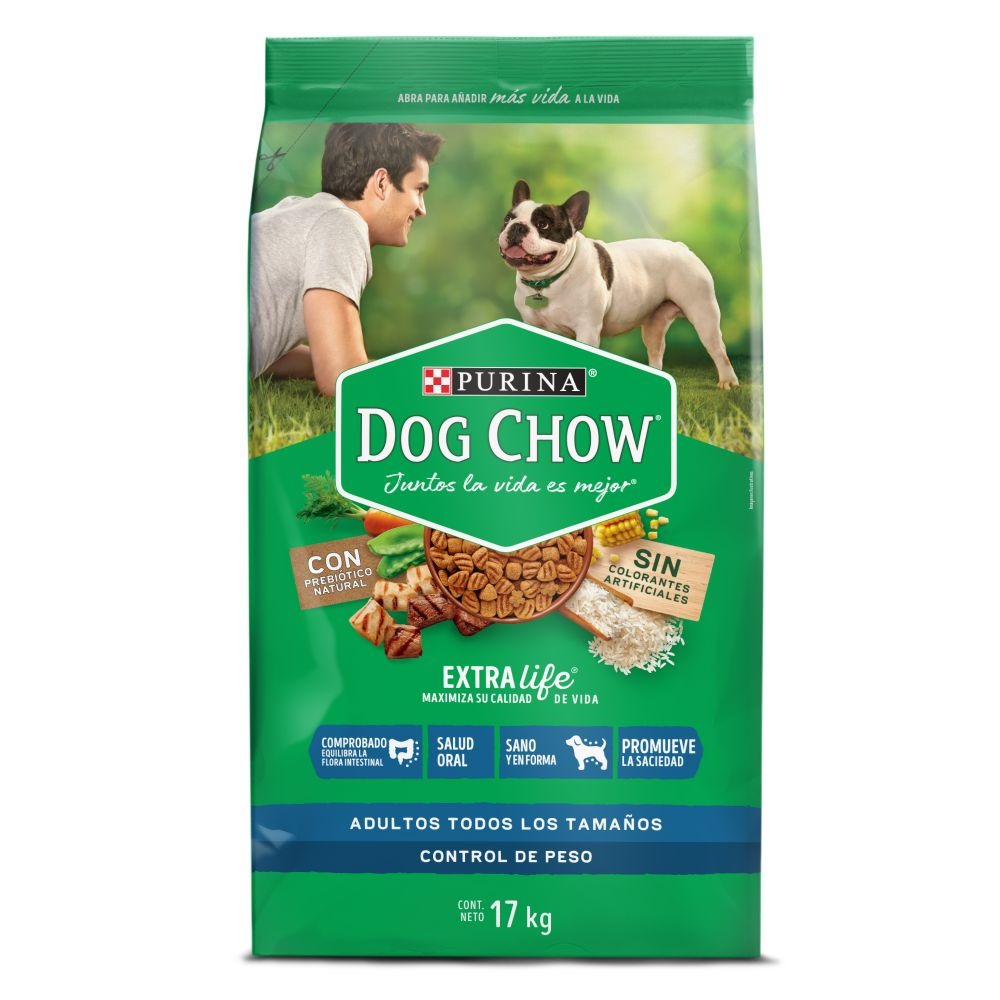 ABRA PARA AÑADIR más vida A LA VIDA
PURINA®
DOG CHOW®
Juntos la vida es mejor®
CON
PREBIÓTICO
NATURAL
SIN
COLORANTES
ARTIFICIALES
EXTRA life®
MAXIMIZA SU CALIDAD DE VIDA
COMPROBADO
EQUILIBRA LA
FLORA INTESTINAL
SALUD
ORAL
SANO
Y EN FORMA
PROMUEVE
LA SACIEDAD
ADULTOS TODOS LOS TAMAÑOS
CONTROL DE PESO
CONT.
NETO 17 kg